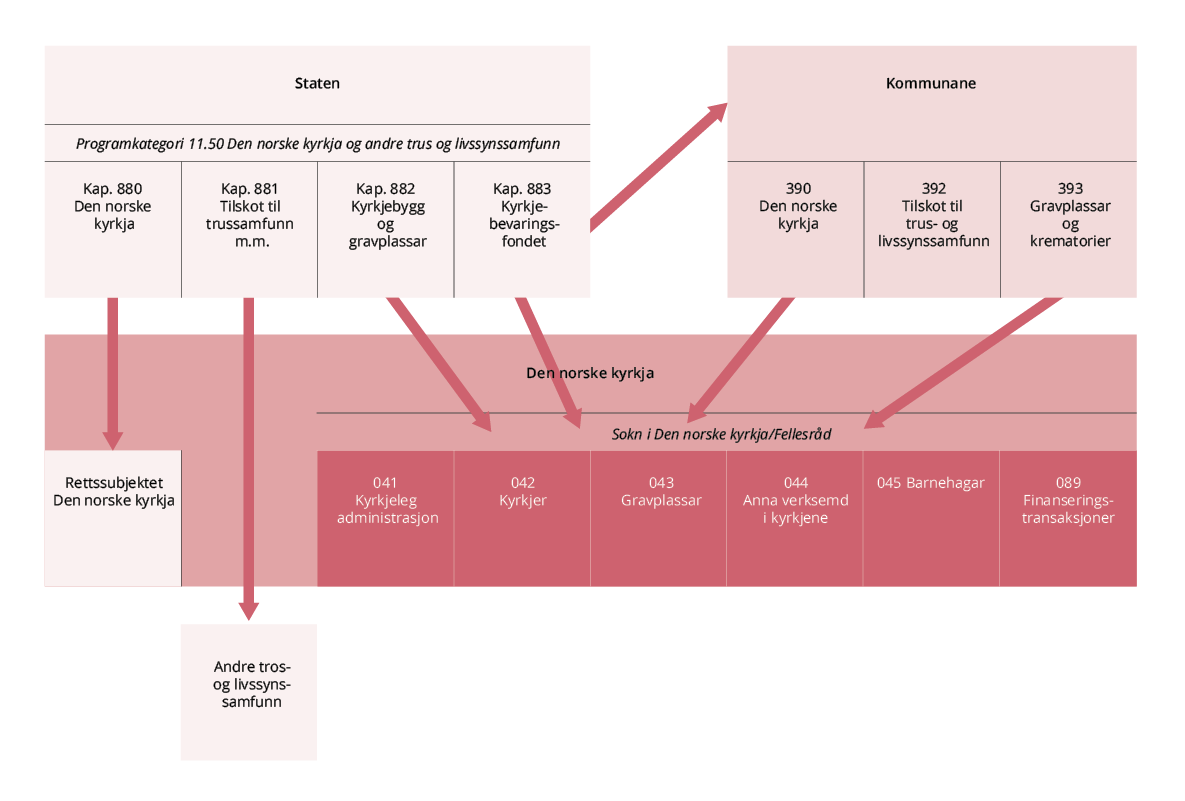 Staten
Programkategori 11.50 Den norske kyrkja og andre trus og livssynssamfunn
Kap. 880
Den norske
kyrkja
Kap. 881
Tilskot til
trussamfunn
m.m.
Kap. 882
Kyrkjebygg
og
gravplassar
Kap. 883
Kyrkje-
bevarings-
fondet
Kommunane
390
Den norske
kyrkja
392
Tilskot til
trus- og
livssynssamfunn
393
Gravplassar
og
krematorier
Den norske kyrkja
Sokn i Den norske kyrkja/Fellesråd
Rettssubjektet
Den norske kyrkja
041
Kyrkjeleg
administrasjon
042
Kyrkjer
043
Gravplassar
044
Anna verksemd
i kyrkjene
045 Barnehagar
089
Finanserings-
transaksjoner
Andre tros-
og livssyns-
samfunn